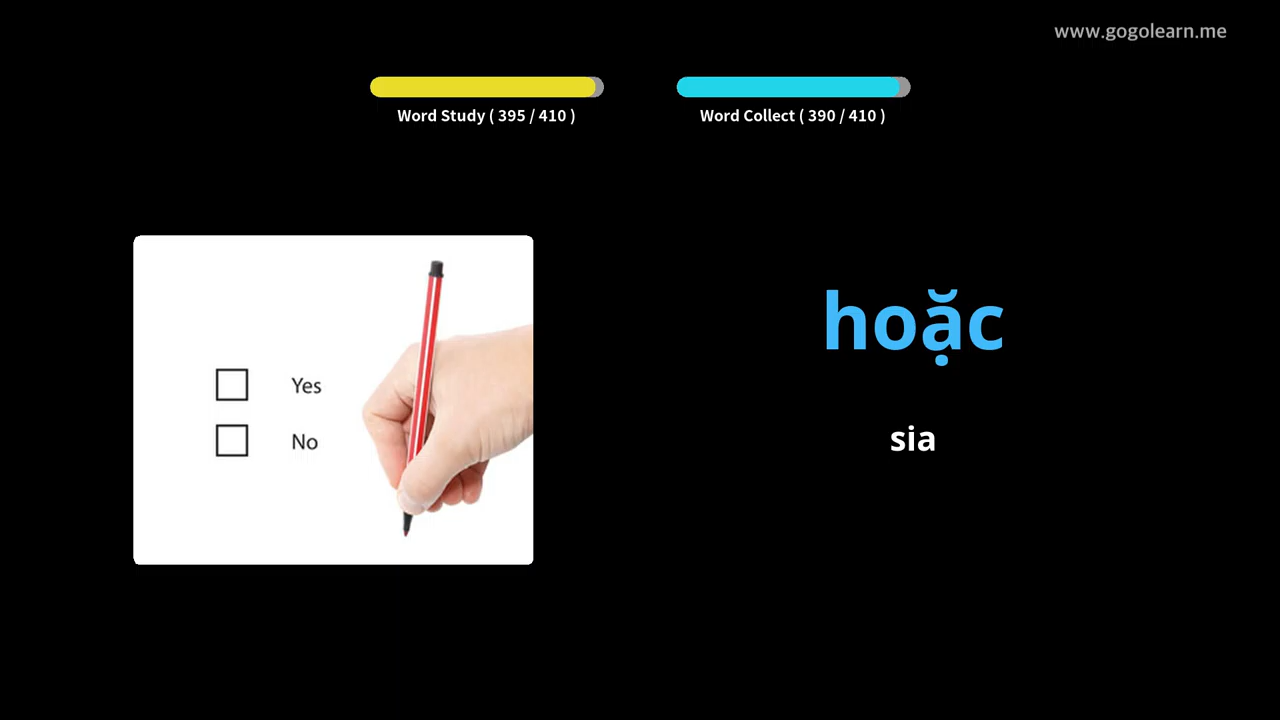 www.gogolearn.me
Word Study ( 395 / 410 )
Word Collect ( 390 / 410 )
Yes
No
hoặc
sia